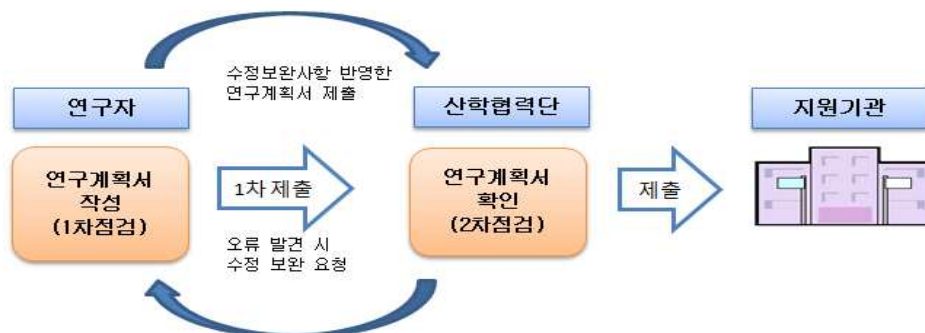 수정보완사항 반영한
연구계획서 제출
연구자
산학협력단
지원기관
연구계획서
작성
(1차점검)
1차 제출
연구계획서
확인
(2차점검)
제출
오류 발견 시
수정 보완 요청